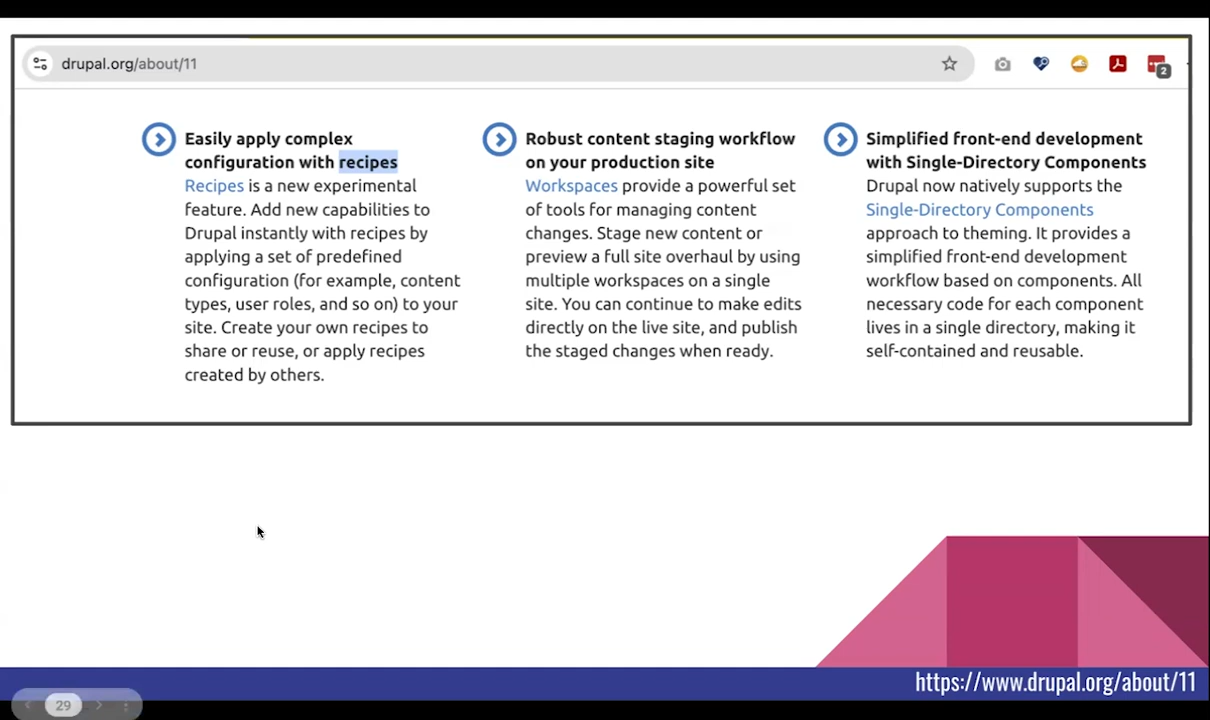 drupal.org/about/11
2
Easily apply complex
configuration with recipes
Recipes is a new experimental
feature. Add new capabilities to
Drupal instantly with recipes by
applying a set of predefined
configuration (for example, content
types, user roles, and so on) to your
site. Create your own recipes to
share or reuse, or apply recipes
created by others.
Robust content staging workflow
on your production site
Workspaces provide a powerful set
of tools for managing content
changes. Stage new content or
preview a full site overhaul by using
multiple workspaces on a single
site. You can continue to make edits
directly on the live site, and publish
the staged changes when ready.
Simplified front-end development
with Single-Directory Components
Drupal now natively supports the
Single-Directory Components
approach to theming. It provides a
simplified front-end development
workflow based on components. All
necessary code for each component
lives in a single directory, making it
self-contained and reusable.
https://www.drupal.org/about/11
29